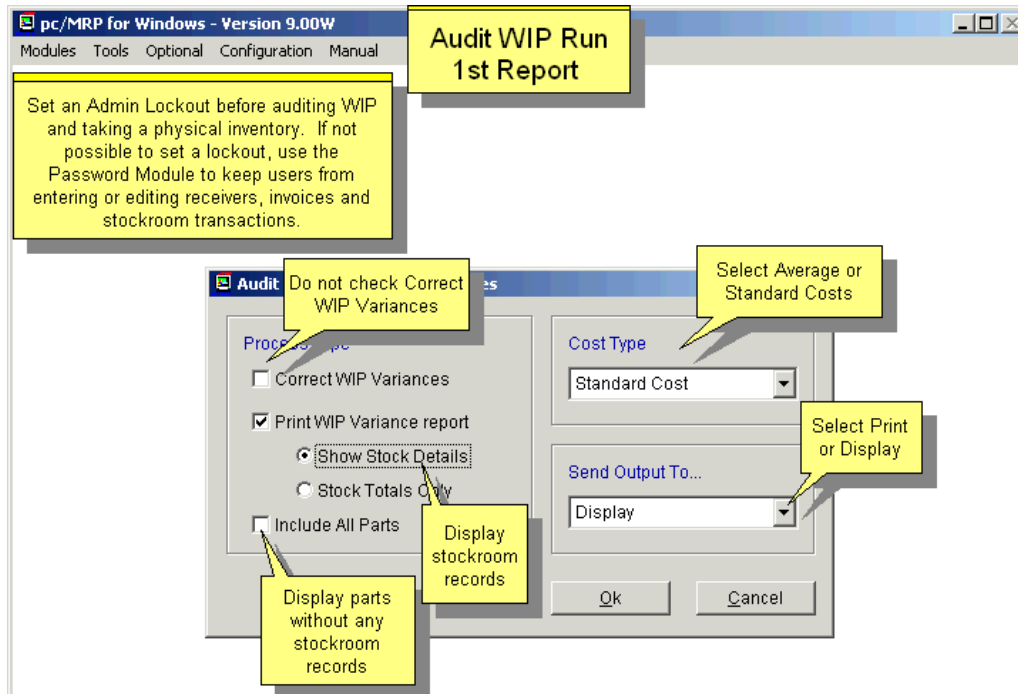 pc/MRP for Windows - Version 9.00W
Modules Tools Optional Configuration Manual
Audit WIP Run
1st Report
Set an Admin Lockout before auditing WIP
and taking a physical inventory. If not
possible to set a lockout, use the
Password Module to keep users from
entering or editing receivers, invoices and
stockroom transactions.
Audit
es
Do not check Correct
WIP Variances
Select Average or
Standard Costs
Correct WIP Variances
Print WIP Variance report
Show Stock Details
Stock Totals Only
Include All Parts
Cost Type
Standard Cost
Select Print
or Display
Send Output To...
Display
Display
stockroom
records
Display parts
without any
stockroom
records
Ok
Cancel